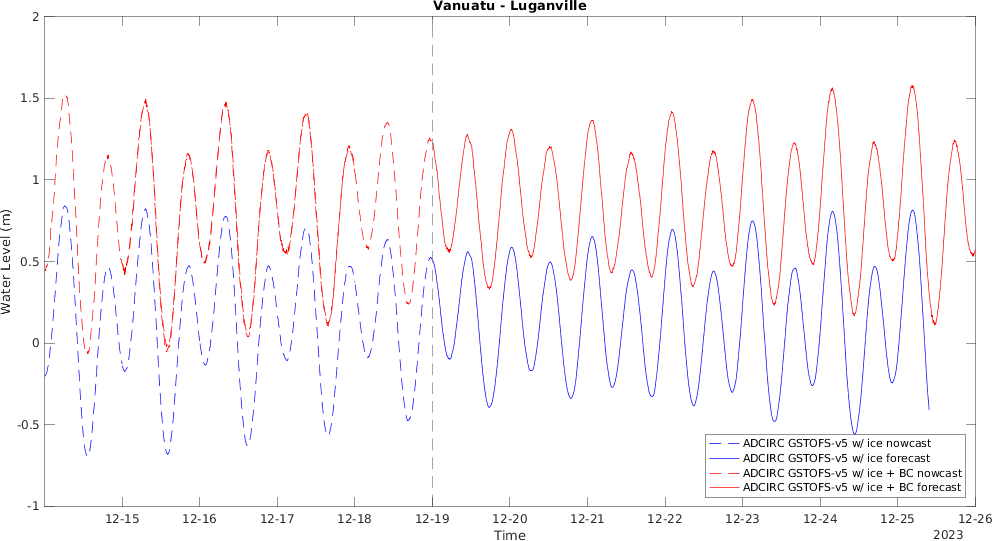 Vanuatu - Luganville
2
1.5
1
0.5
0
-0.5
-1
Water Level (m)
12-15 12-16 12-17 12-18 12-19 12-20 12-21 12-22 12-23 12-24 12-25 12-26
Time
2023
ADCIRC GSTOFS-v5 w/ ice nowcast
ADCIRC GSTOFS-v5 w/ ice forecast
ADCIRC GSTOFS-v5 w/ ice + BC nowcast
ADCIRC GSTOFS-v5 w/ ice + BC forecast